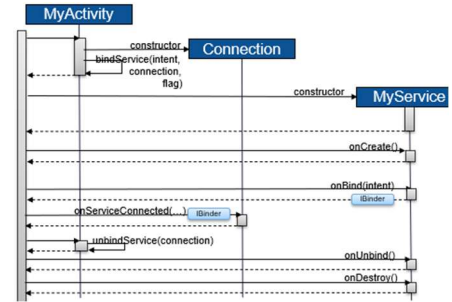 MyActivity
constructor
Connection
bindService(intent,
connection,
flag)
constructor
MyService
onCreate()
onBind(intent)
IBinder
onServiceConnected(...)
IBinder
unbindService(connection)
onUnbind()
onDestroy()